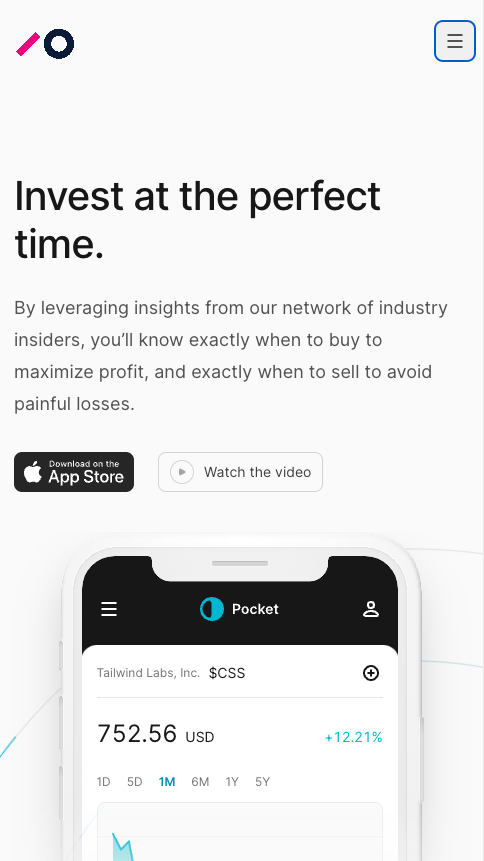 Invest at the perfect
time.
By leveraging insights from our network of industry
insiders, you’ll know exactly when to buy to
maximize profit, and exactly when to sell to avoid
painful losses.
Download on the
App Store
Watch the video
Pocket
Tailwind Labs, Inc. $CSS
752.56 USD +12.21%
1D 5D 1M 6M 1Y 5Y